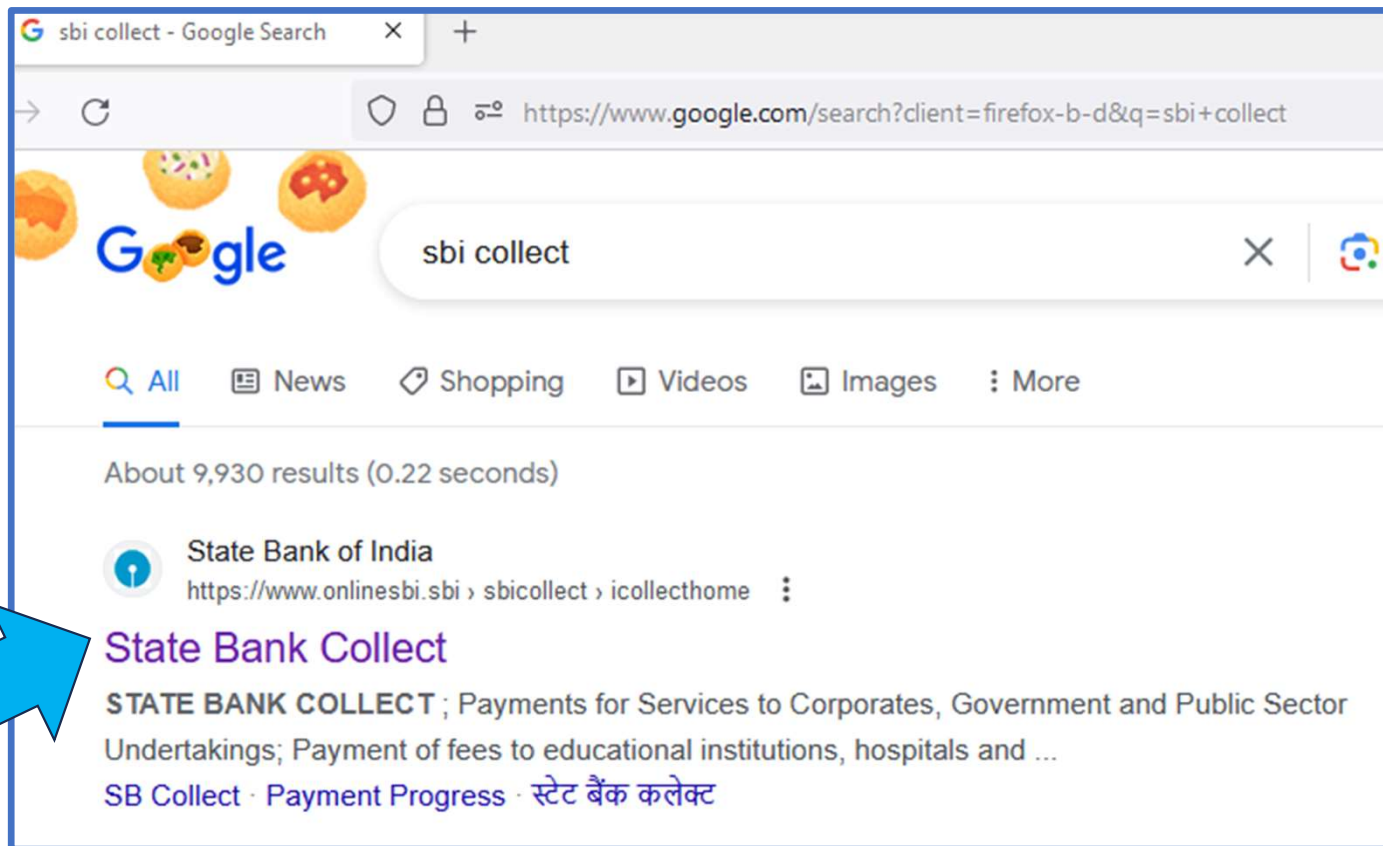 sbi collect - Google Search
https://www.google.com/search?client=firefox-b-d&q=sbi+collect
Google
sbi collect
All News Shopping Videos Images More
About 9,930 results (0.22 seconds)
State Bank of India
https://www.onlinesbi.sbi › sbicollect › icollecthome
State Bank Collect
STATE BANK COLLECT ; Payments for Services to Corporates, Government and Public Sector
Undertakings; Payment of fees to educational institutions, hospitals and ...
SB Collect · Payment Progress · स्टेट बैंक कलेक्ट